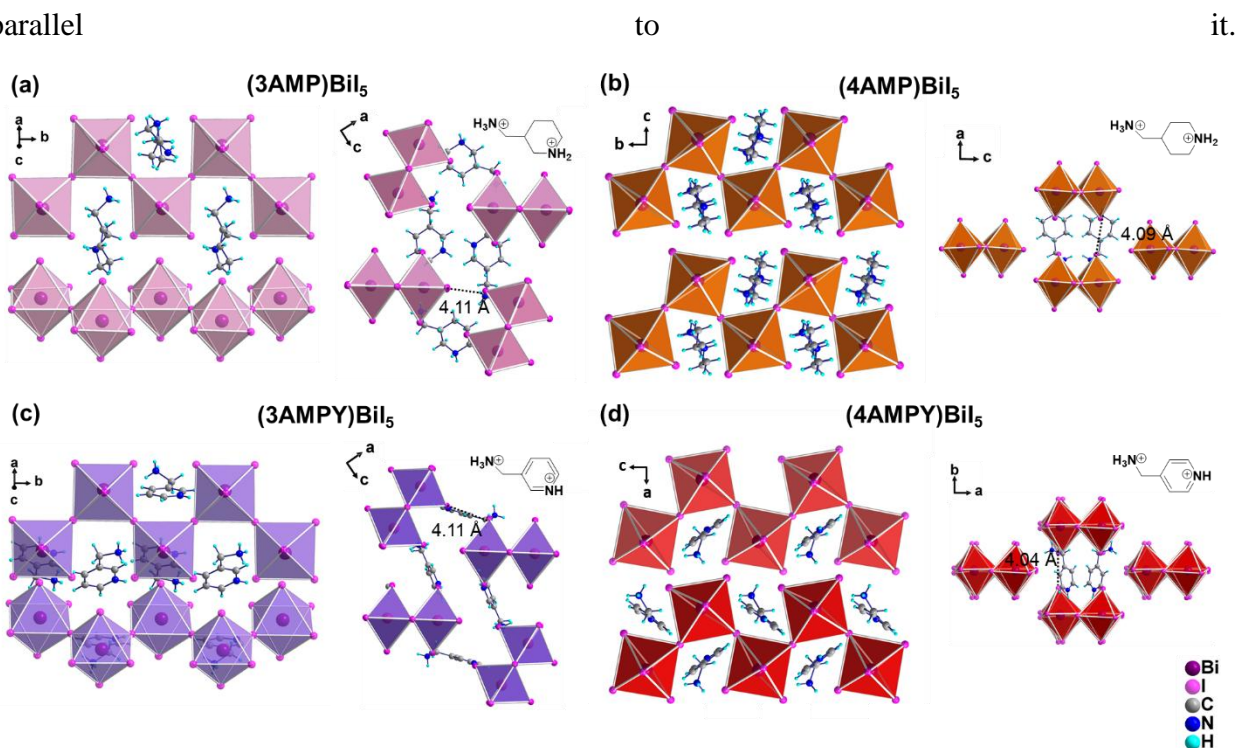 parallel to it.
(a) (3AMP)BiI5
a
b
c
a
c
H3N+
+NH2
4.11 Å
(b) (4AMP)BiI5
c
b
a
c
H3N+
+NH2
4.09 Å
(c) (3AMPY)BiI5
a
b
c
a
c
H3N+
+NH
4.11 Å
(d) (4AMPY)BiI5
c
a
b
a
H3N+
+NH
4.04 Å
Bi
I
C
N
H